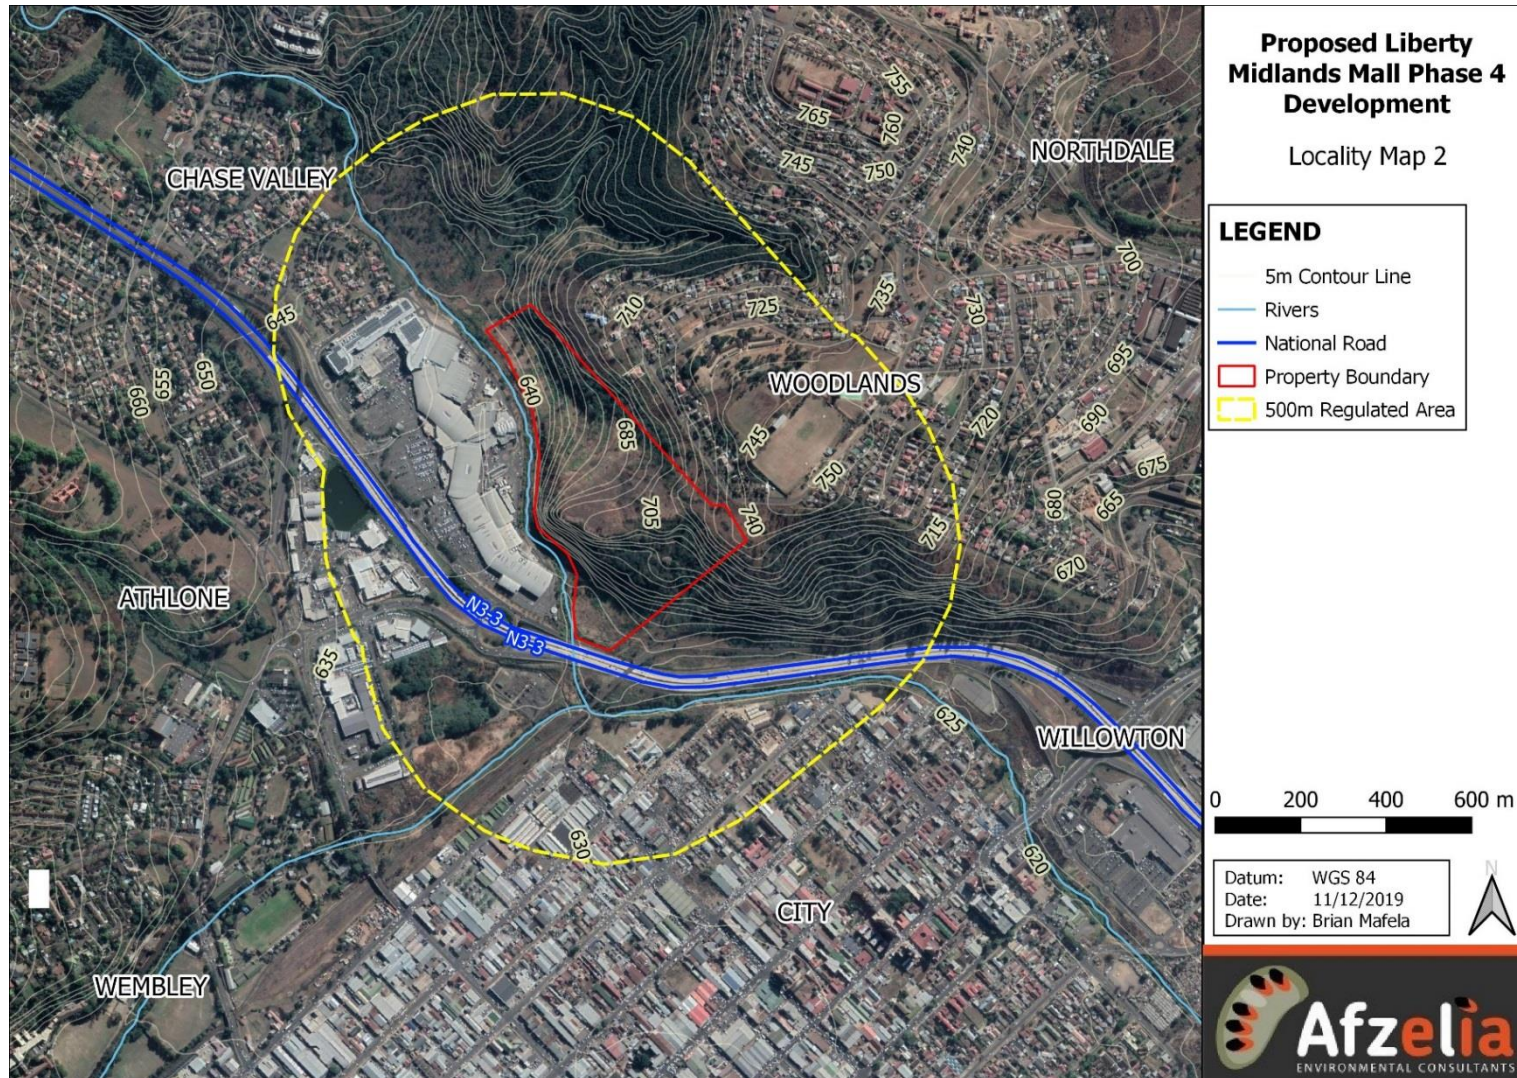 Proposed Liberty
Midlands Mall Phase 4
Development
Locality Map 2
LEGEND
5m Contour Line
Rivers
National Road
Property Boundary
500m Regulated Area
0 200 400 600 m
Datum: WGS 84
Date: 11/12/2019
Drawn by: Brian Mafela
N
Afzelia
ENVIRONMENTAL CONSULTANTS
755
765
760
740
NORTHDALE
745
750
CHASE VALLEY
700
735
710
725
730
645
695
655
650
660
640
WOODLANDS
720
690
685
745
750
675
680
665
705
740
715
670
ATHLONE
N3-3
N3-3
635
625
WILLOWTON
630
620
CITY
WEMBLEY